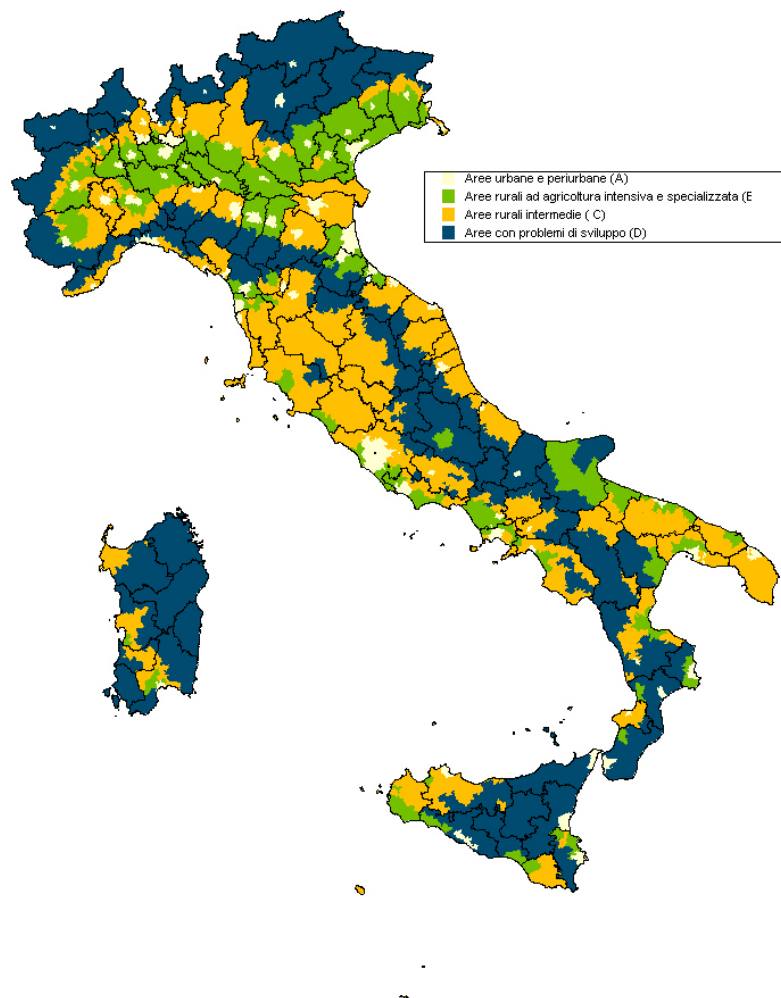 Aree urbane e periurbane (A)
Aree rurali ad agricoltura intensiva e specializzata (E
Aree rurali intermedie ( C)
Aree con problemi di sviluppo (D)